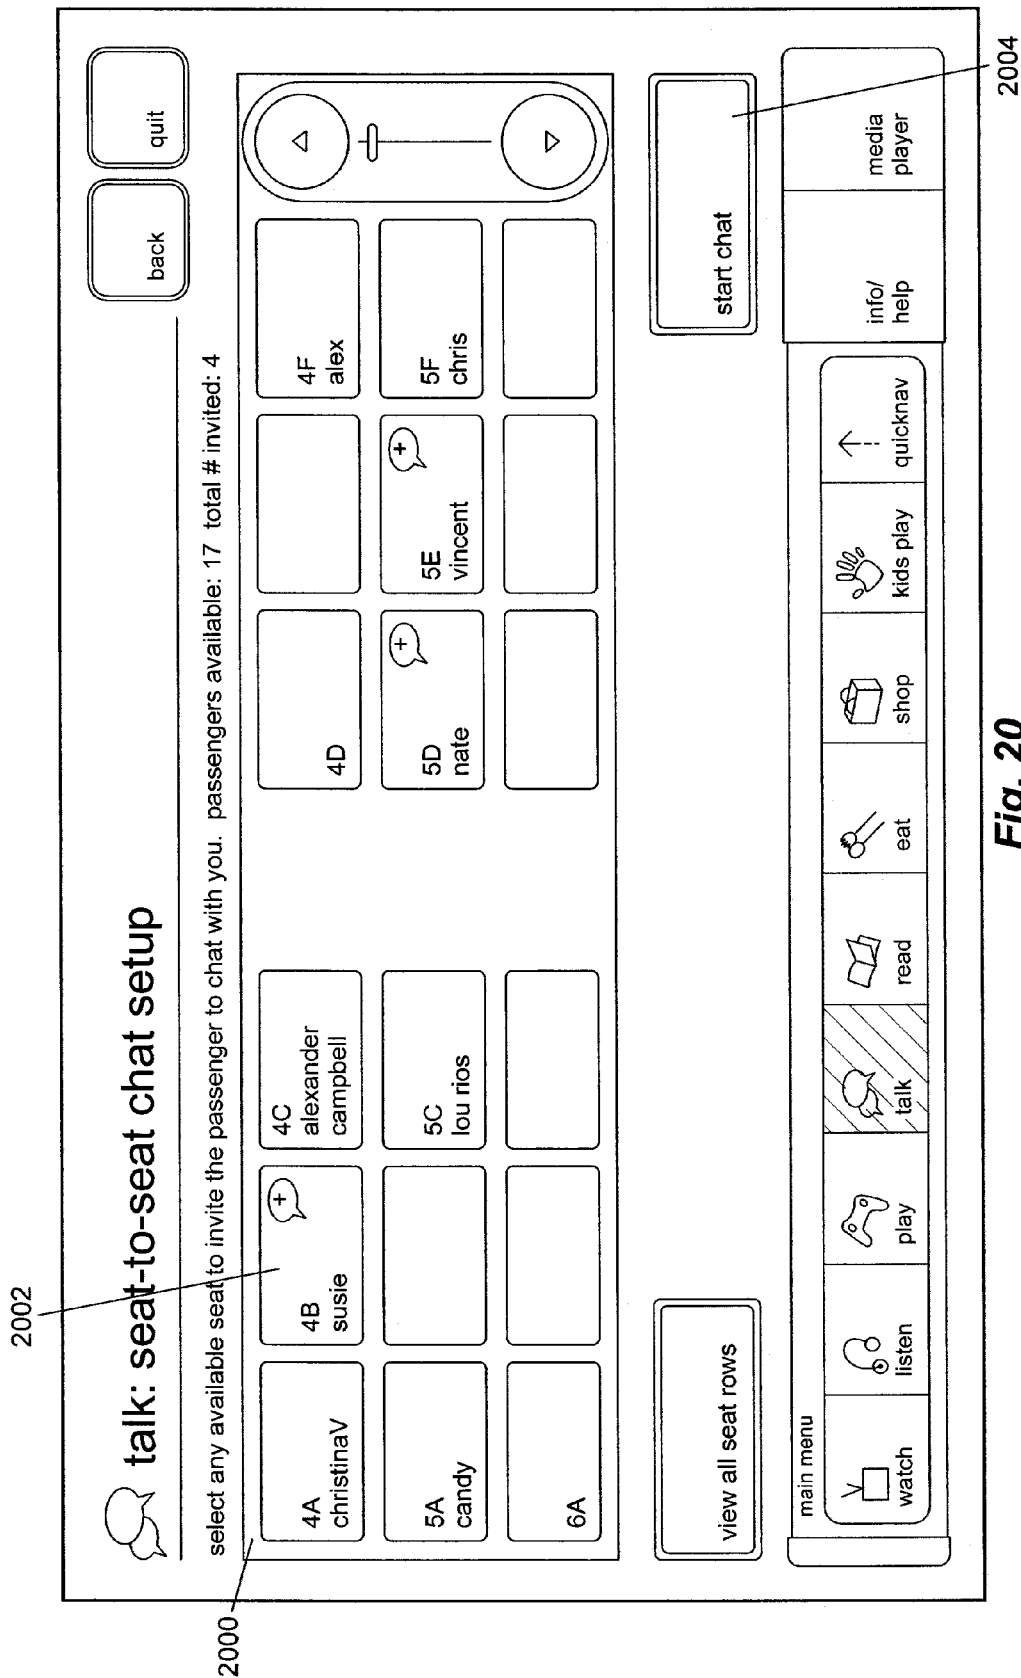 2002
2000
talk: seat-to-seat chat setup
back
quit
select any available seat to invite the passenger to chat with you. passengers available: 17 total # invited: 4
4A
christinaV
4B
susie
+
4C
alexander
campbell
4D
4F
alex
5A
candy
5C
lou rios
5D
nate
+
5E
vincent
+
5F
chris
6A
view all seat rows
start chat
2004
main menu
watch
listen
play
talk
read
eat
shop
kids play
quicknav
info/
help
media
player
Fig. 20